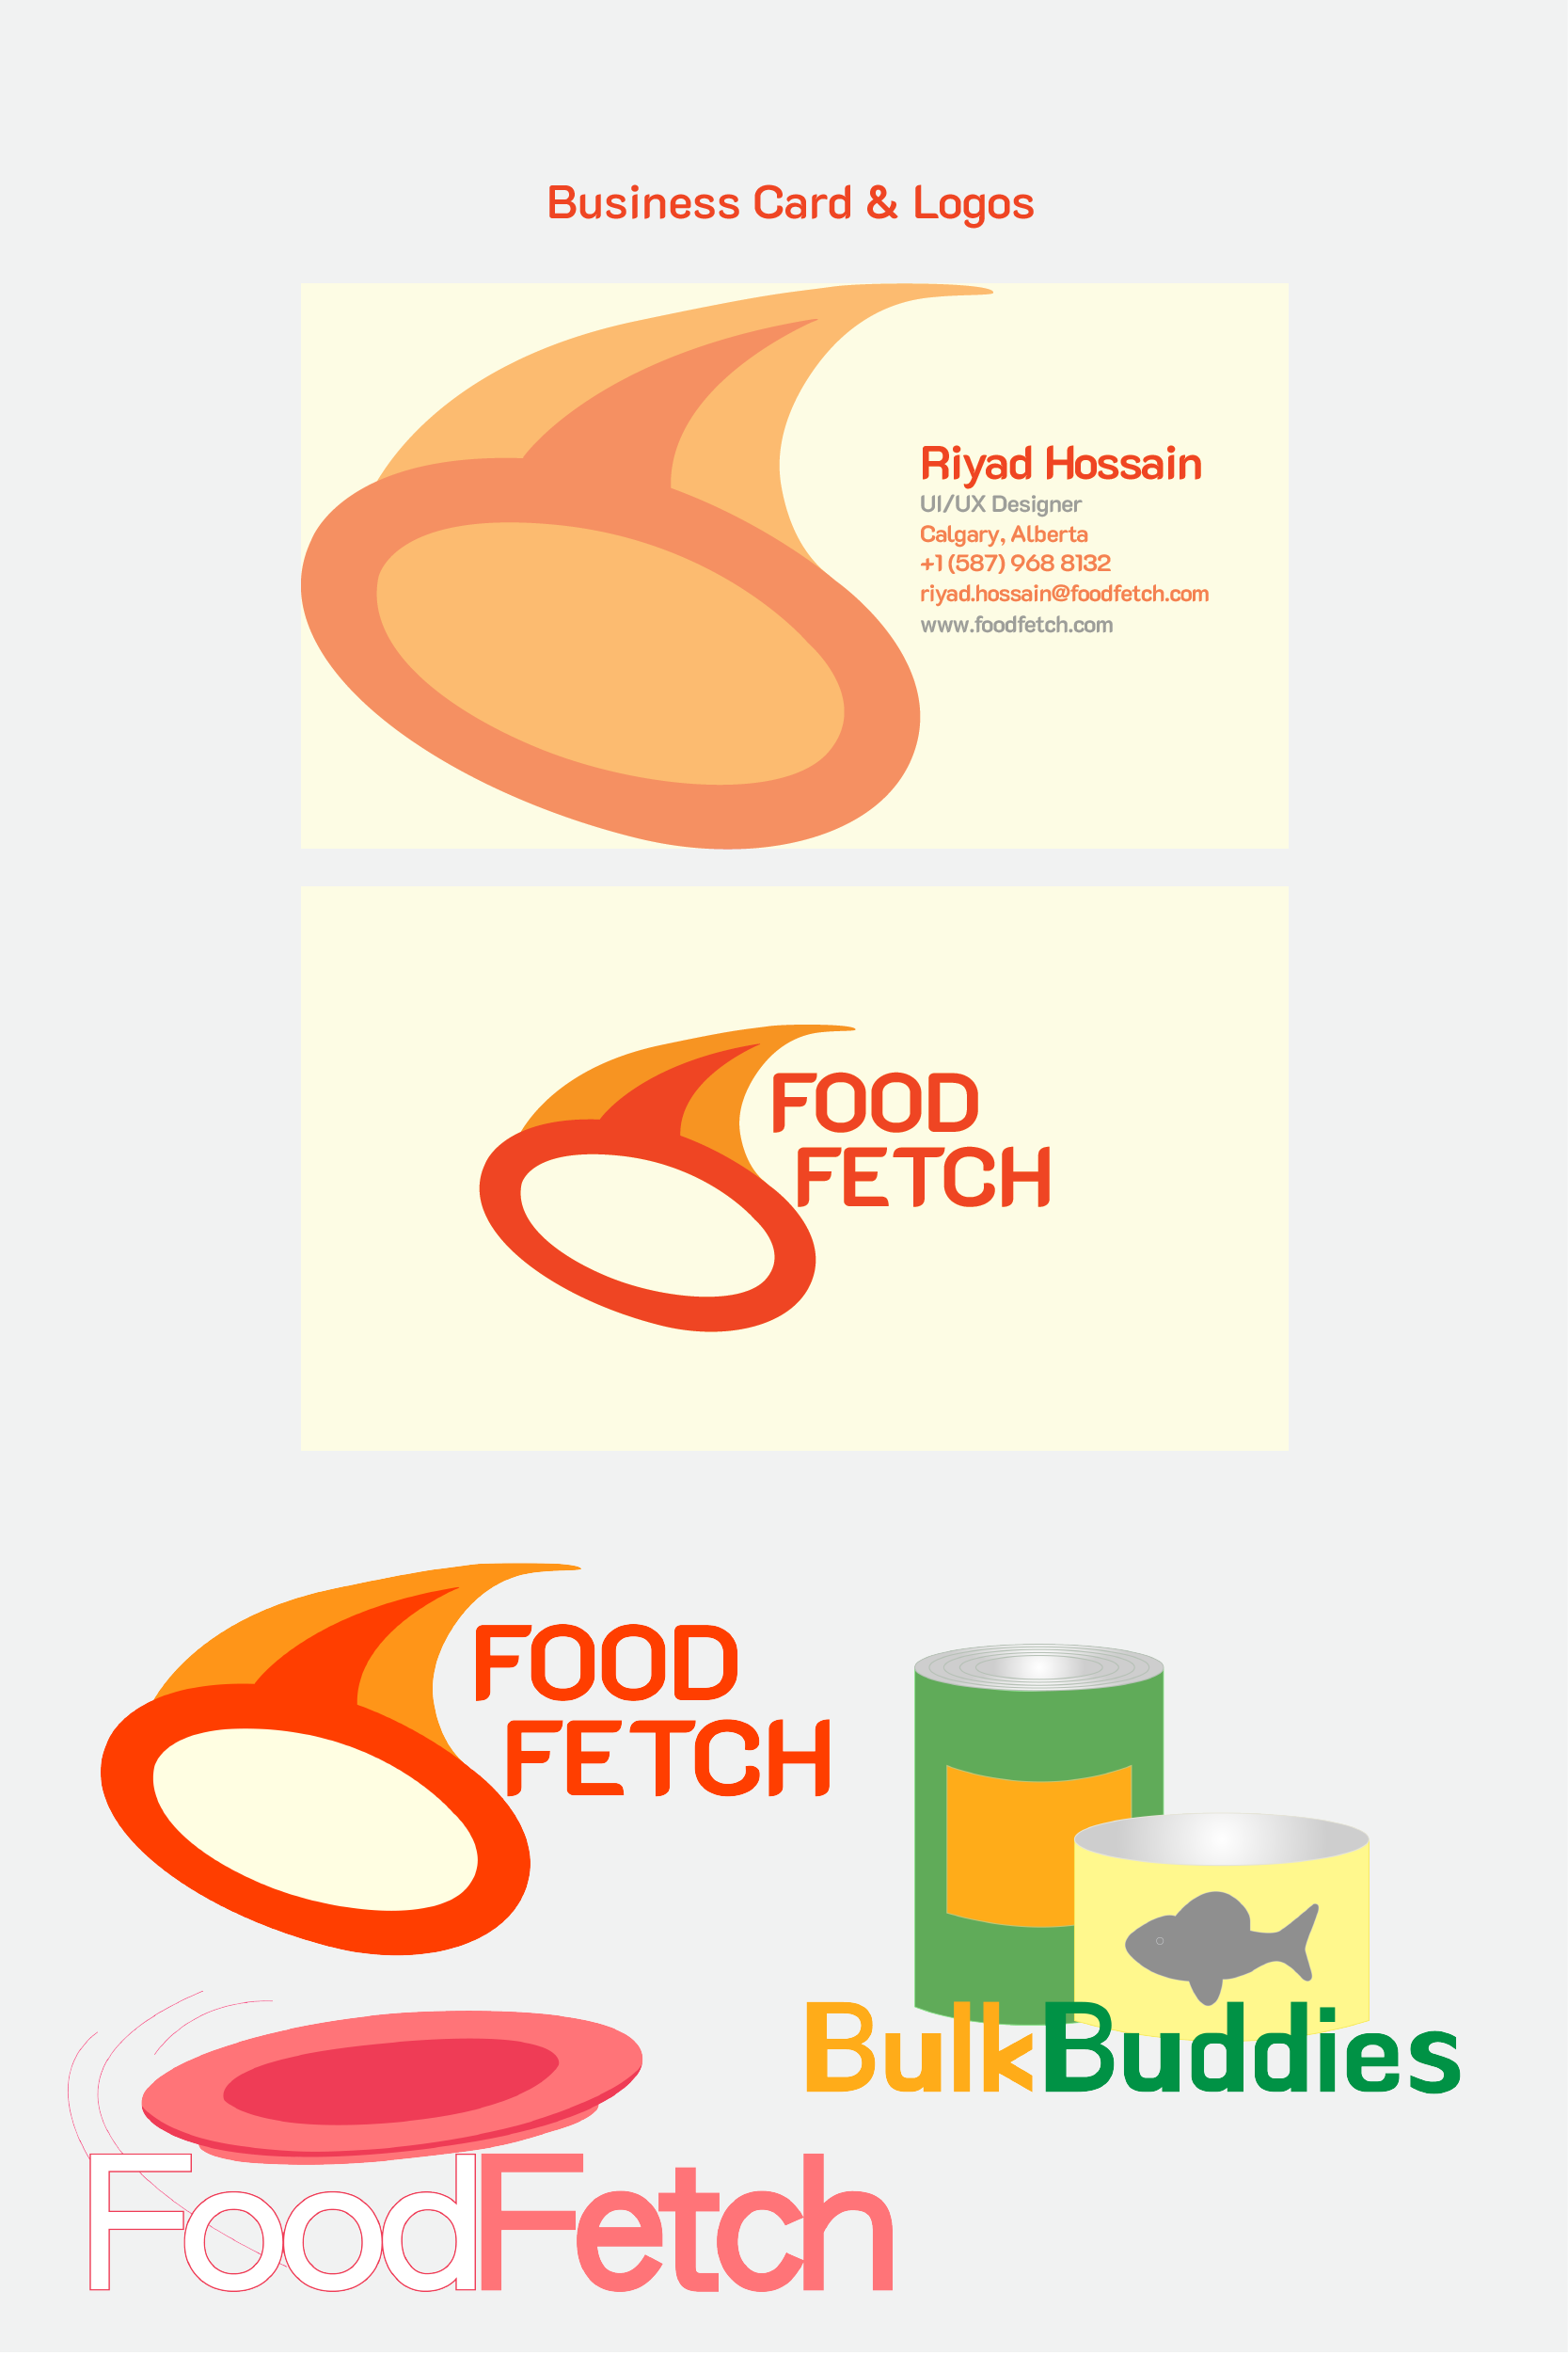 Business Card & Logos
Riyad Hossain
UI/UX Designer
Calgary, Alberta
+1 (587) 968 8132
riyad.hossain@foodfetch.com
www.foodfetch.com
FOOD
FETCH
FOOD
FETCH
BulkBuddies
FoodFetch